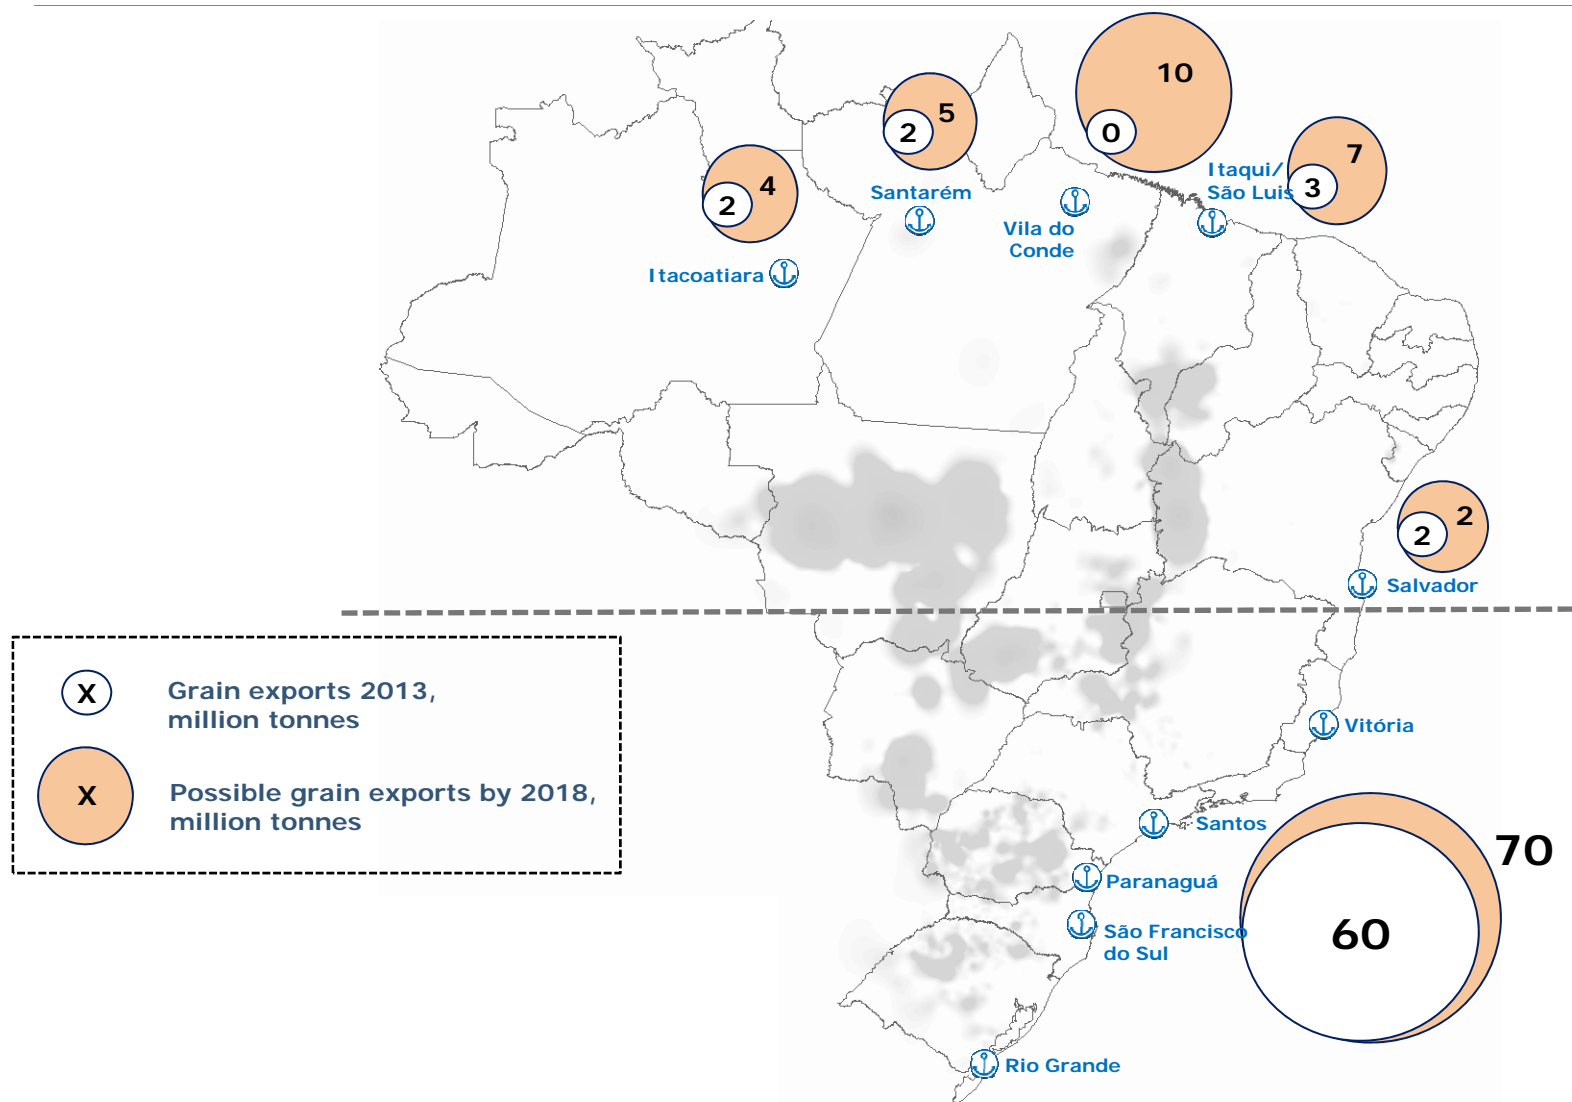 10
5
2
0
7
Itaqui/
São Luis
3
4
2
Santarém
Vila do
Conde
Itacoatiara
2
2
Salvador
X
Grain exports 2013,
million tonnes
X
Possible grain exports by 2018,
million tonnes
Vitória
Santos
70
Paranaguá
São Francisco
do Sul
60
Rio Grande